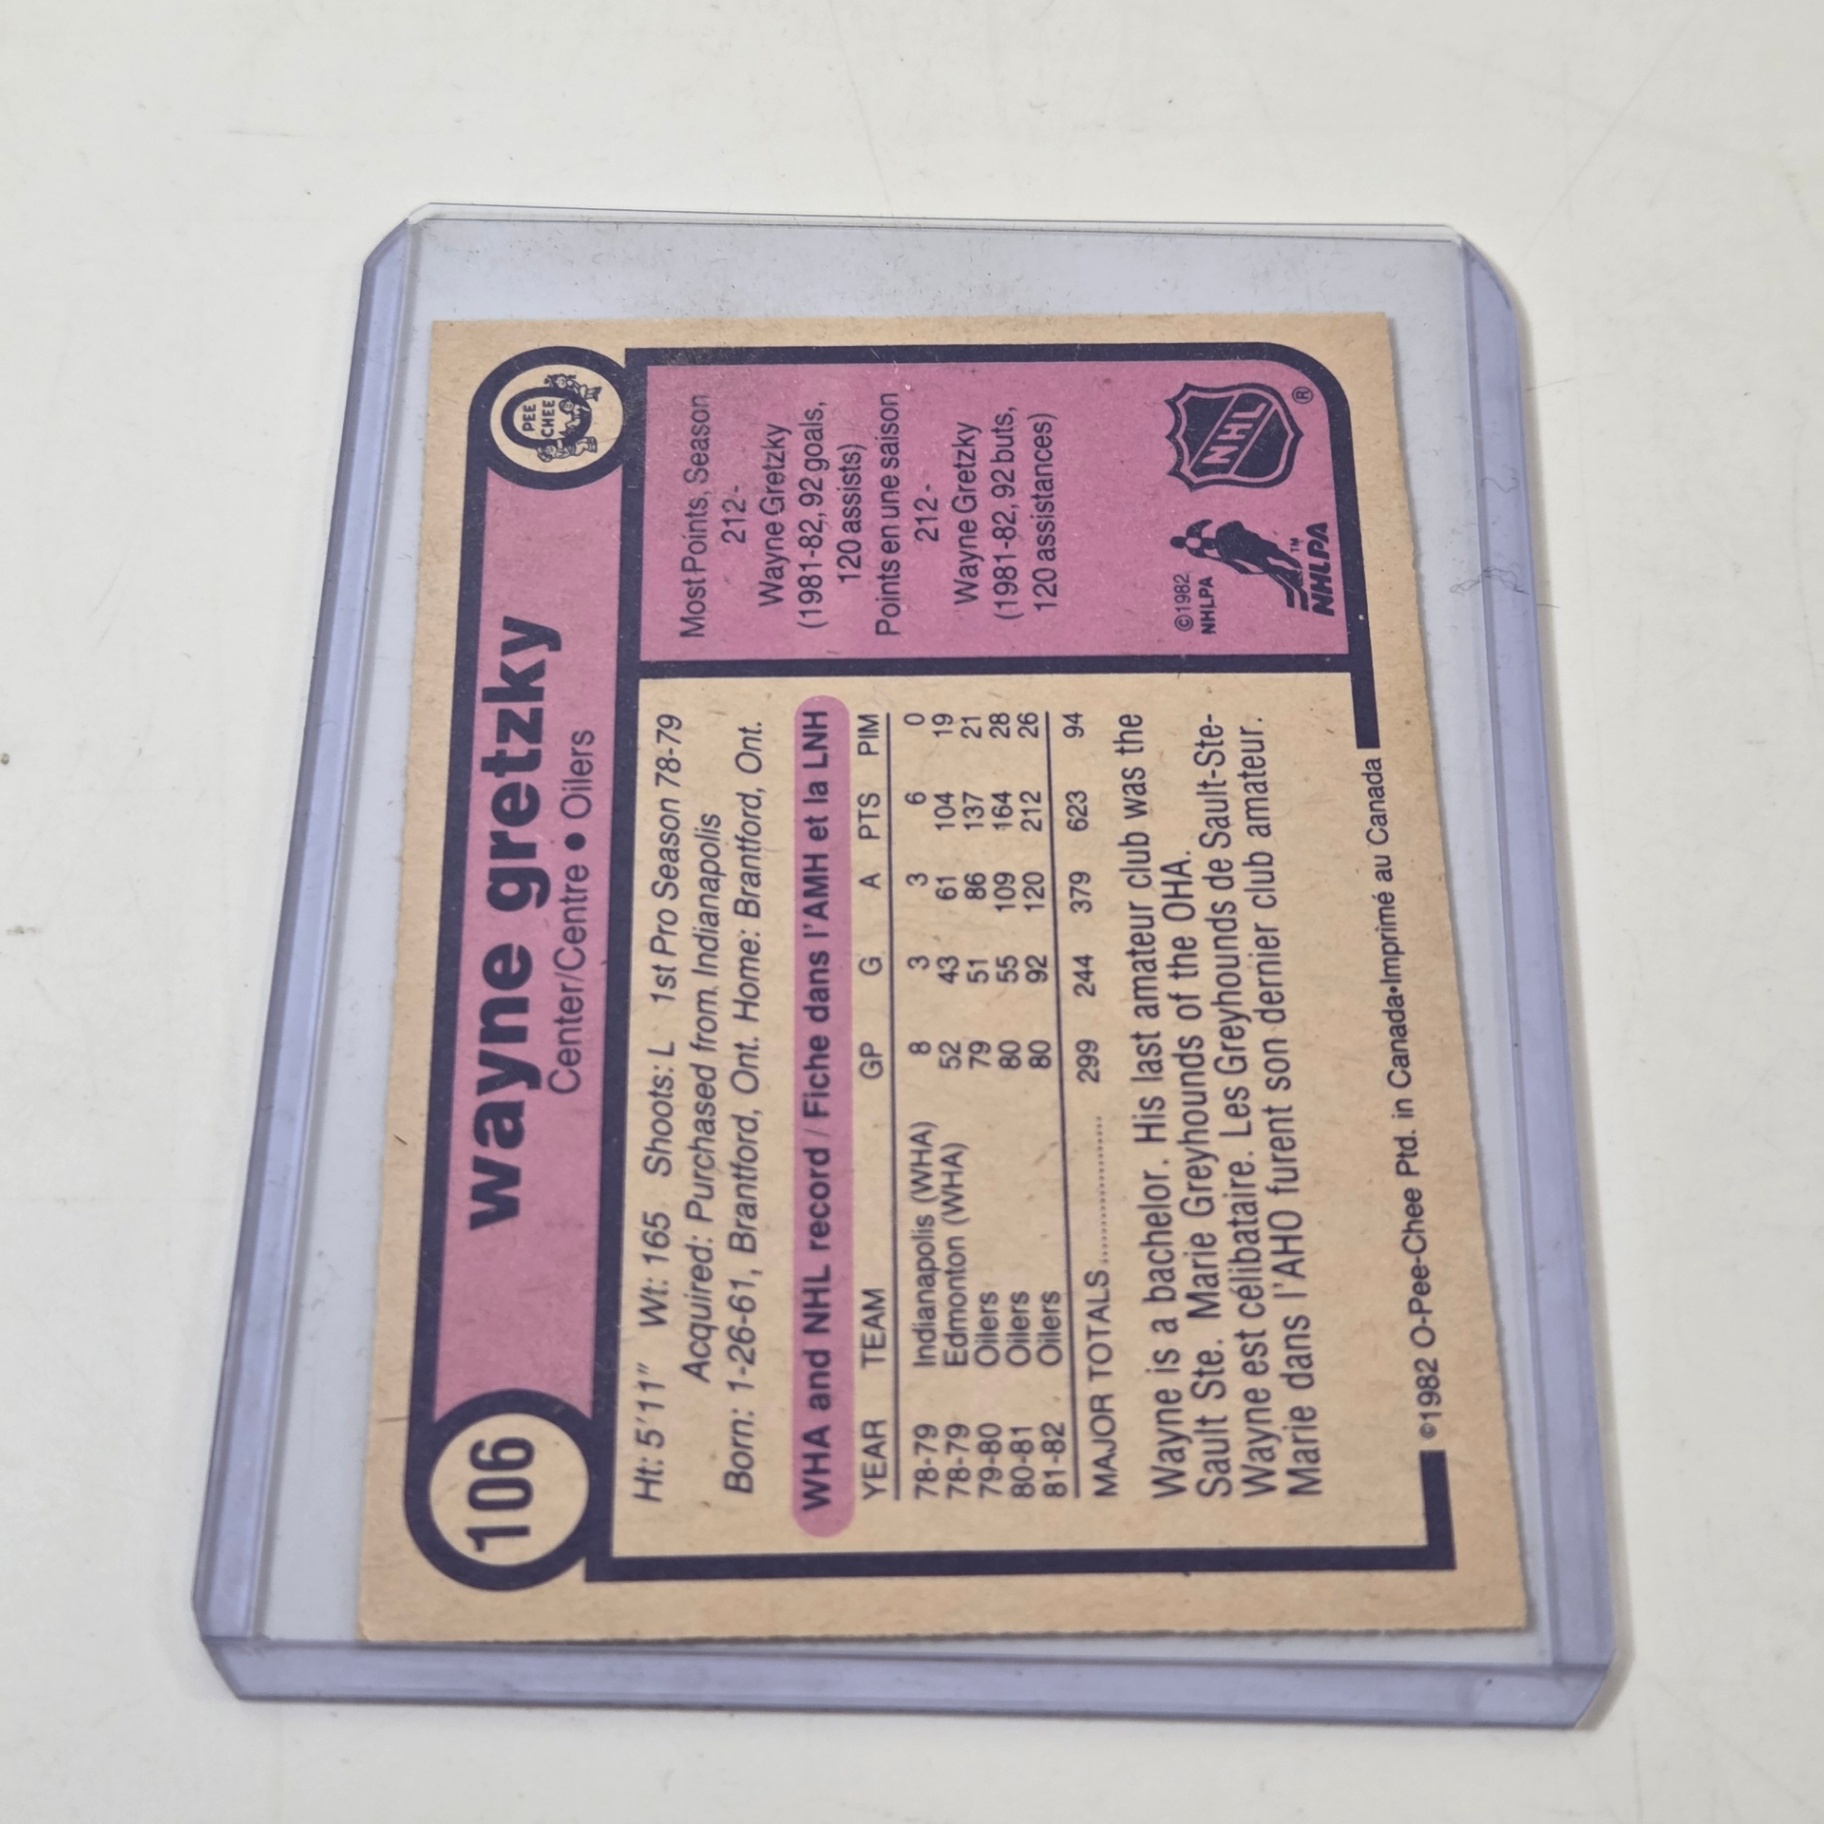 106
wayne gretzky
Center/Centre • Oilers
O
PEE
CHEE
Ht: 5'11" Wt: 165 Shoots: L 1st Pro Season 78-79
Acquired: Purchased from Indianapolis
Born: 1-26-61, Brantford, Ont. Home: Brantford, Ont.
WHA and NHL record / Fiche dans l'AMH et la LNH
YEAR TEAM GP G A PTS PIM
78-79 Indianapolis (WHA) 8 3 3 6 0
78-79 Edmonton (WHA) 52 43 61 104 19
79-80 Oilers 79 51 86 137 21
80-81 Oilers 80 55 109 164 28
81-82 Oilers 80 92 120 212 26
MAJOR TOTALS.................. 299 244 379 623 94
Wayne is a bachelor. His last amateur club was the
Sault Ste. Marie Greyhounds of the OHA.
Wayne est célibataire. Les Greyhounds de Sault-Ste-
Marie dans l'AHO furent son dernier club amateur.
©1982 O-Pee-Chee Ptd. in Canada•Imprimé au Canada
Most Points, Season
212-
Wayne Gretzky
(1981-82, 92 goals,
120 assists)
Points en une saison
212-
Wayne Gretzky
(1981-82, 92 buts,
120 assistances)
©1982
NHLPA
NHLPA
TM
NHL
®